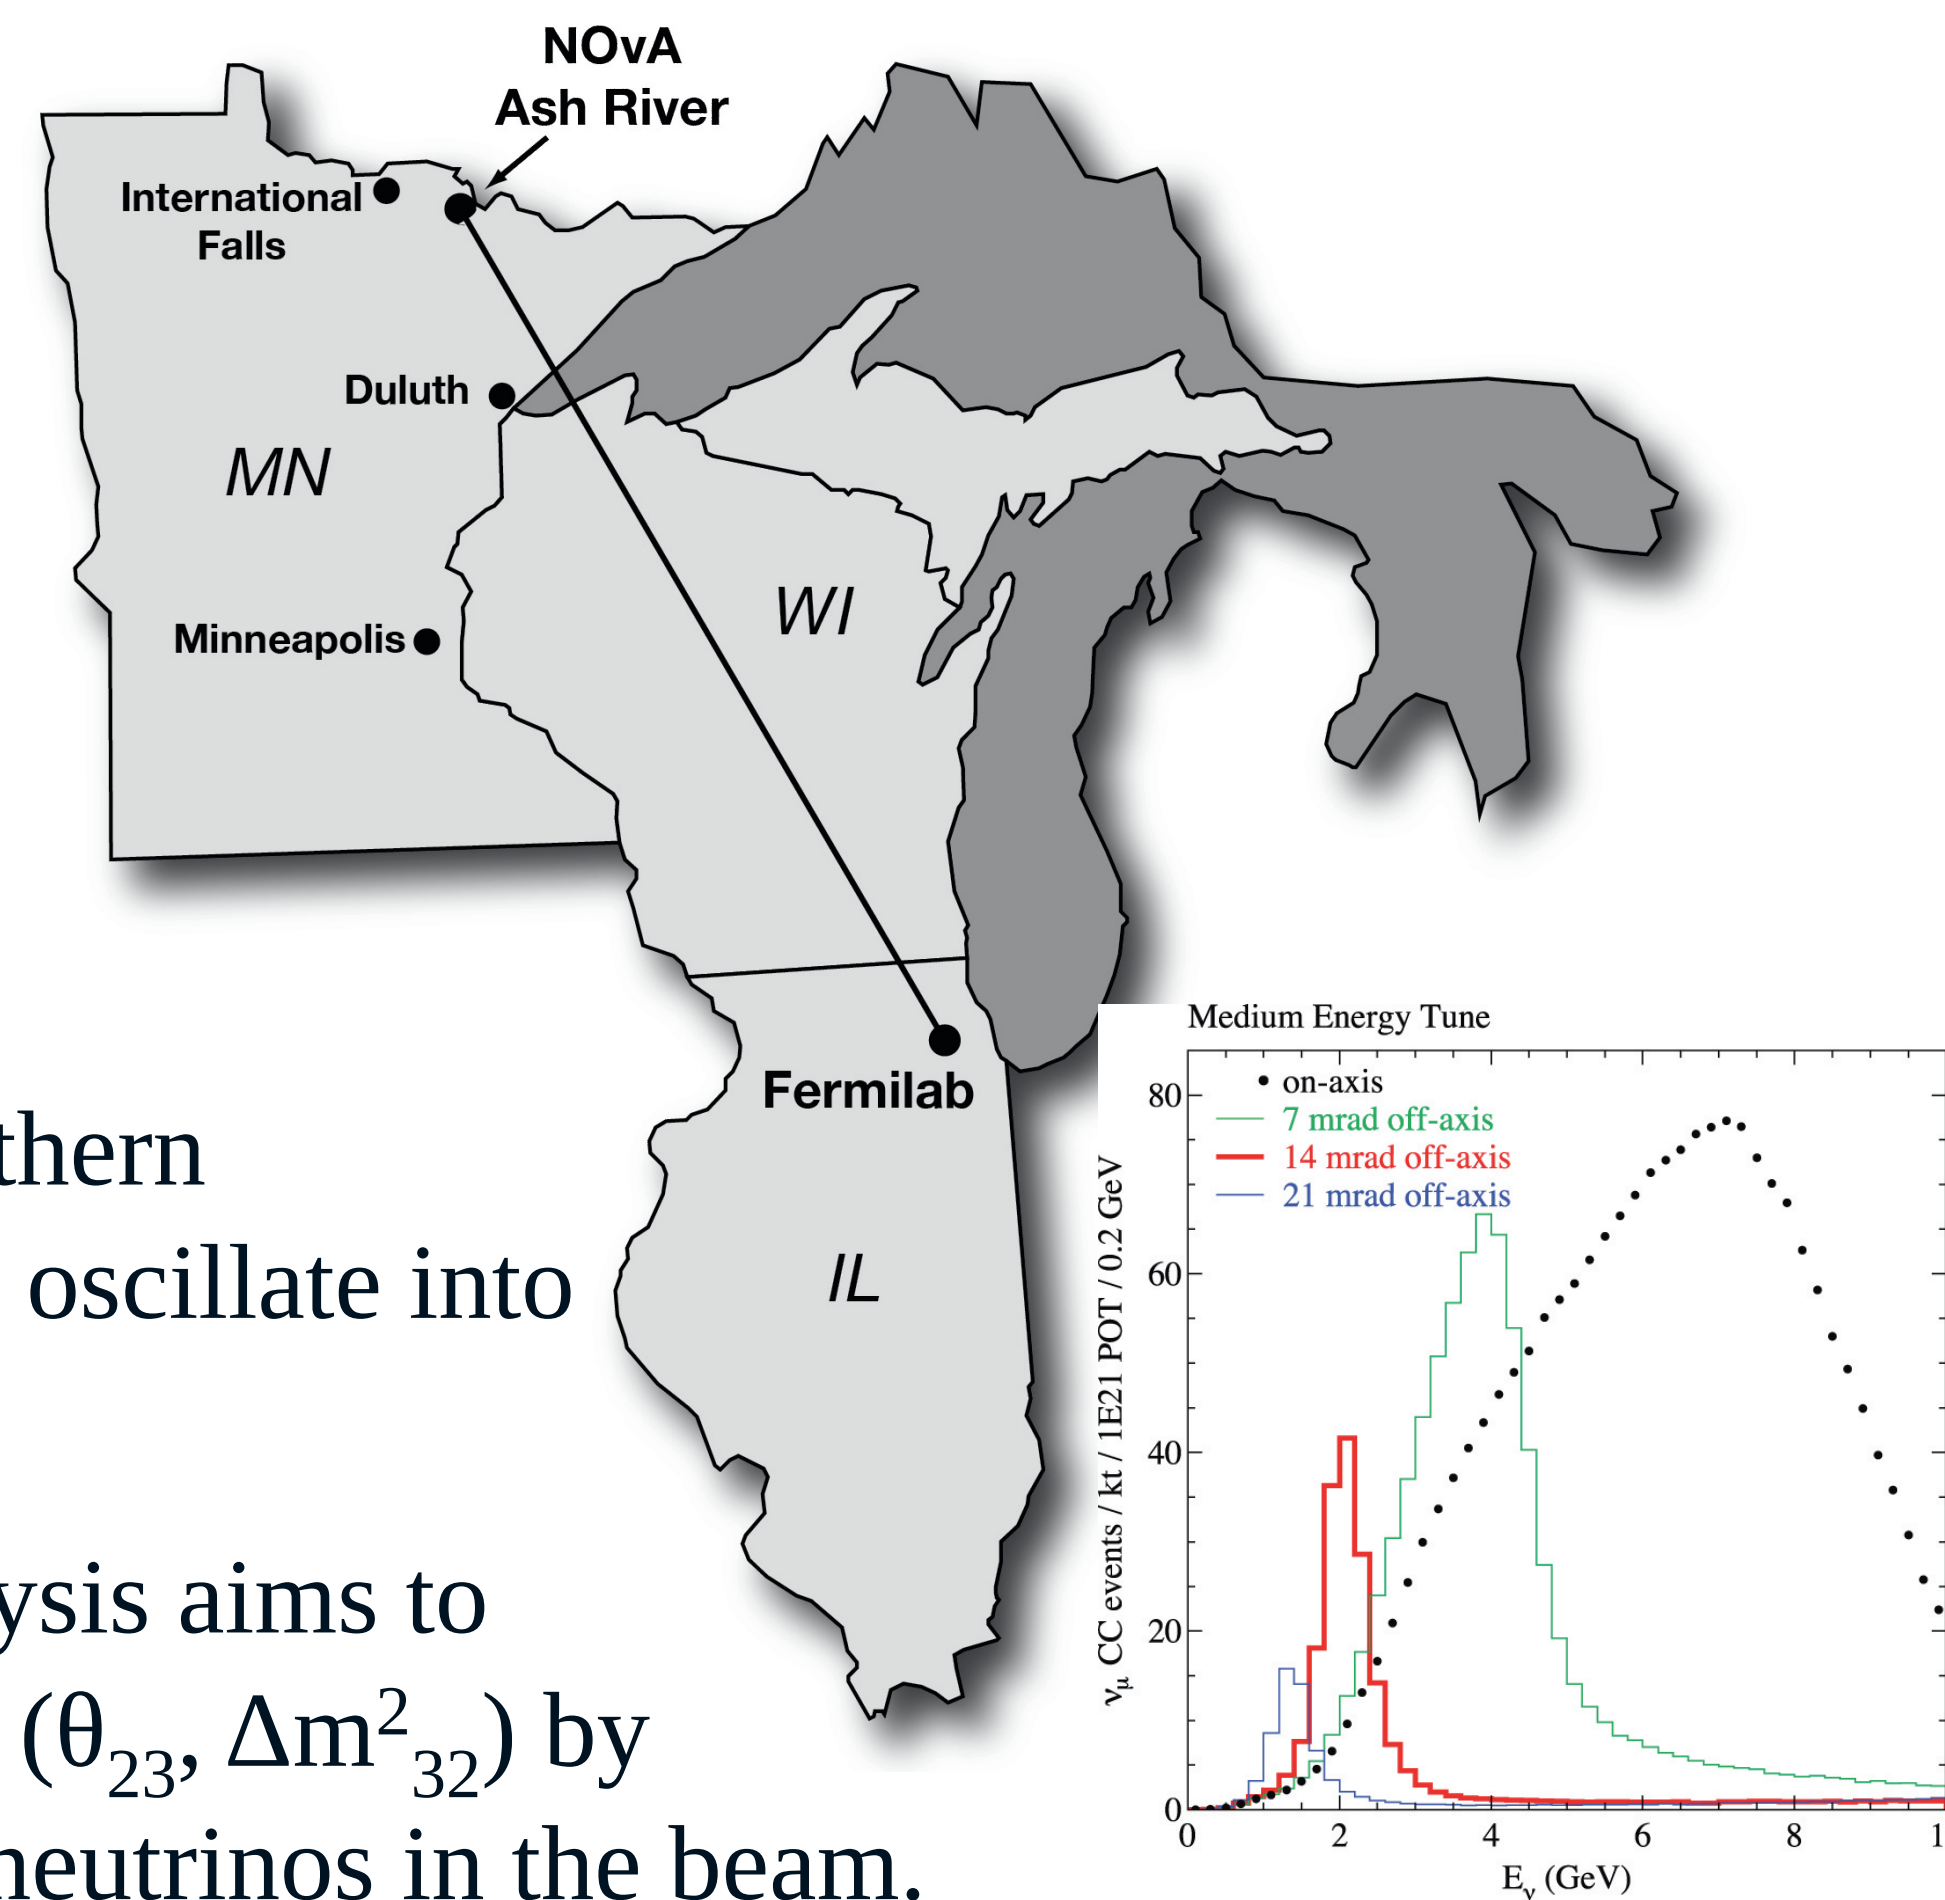 NOvA
Ash River
International
Falls
Duluth
MN
WI
Minneapolis
Fermilab
IL
thern
oscillate into
ysis aims to
(θ23, Δm²32) by
neutrinos in the beam.
Medium Energy Tune
on-axis
7 mrad off-axis
14 mrad off-axis
21 mrad off-axis
νμ CC events / kt / 1E21 POT / 0.2 GeV
80
60
40
20
0
0 2 4 6 8 1
Eν (GeV)